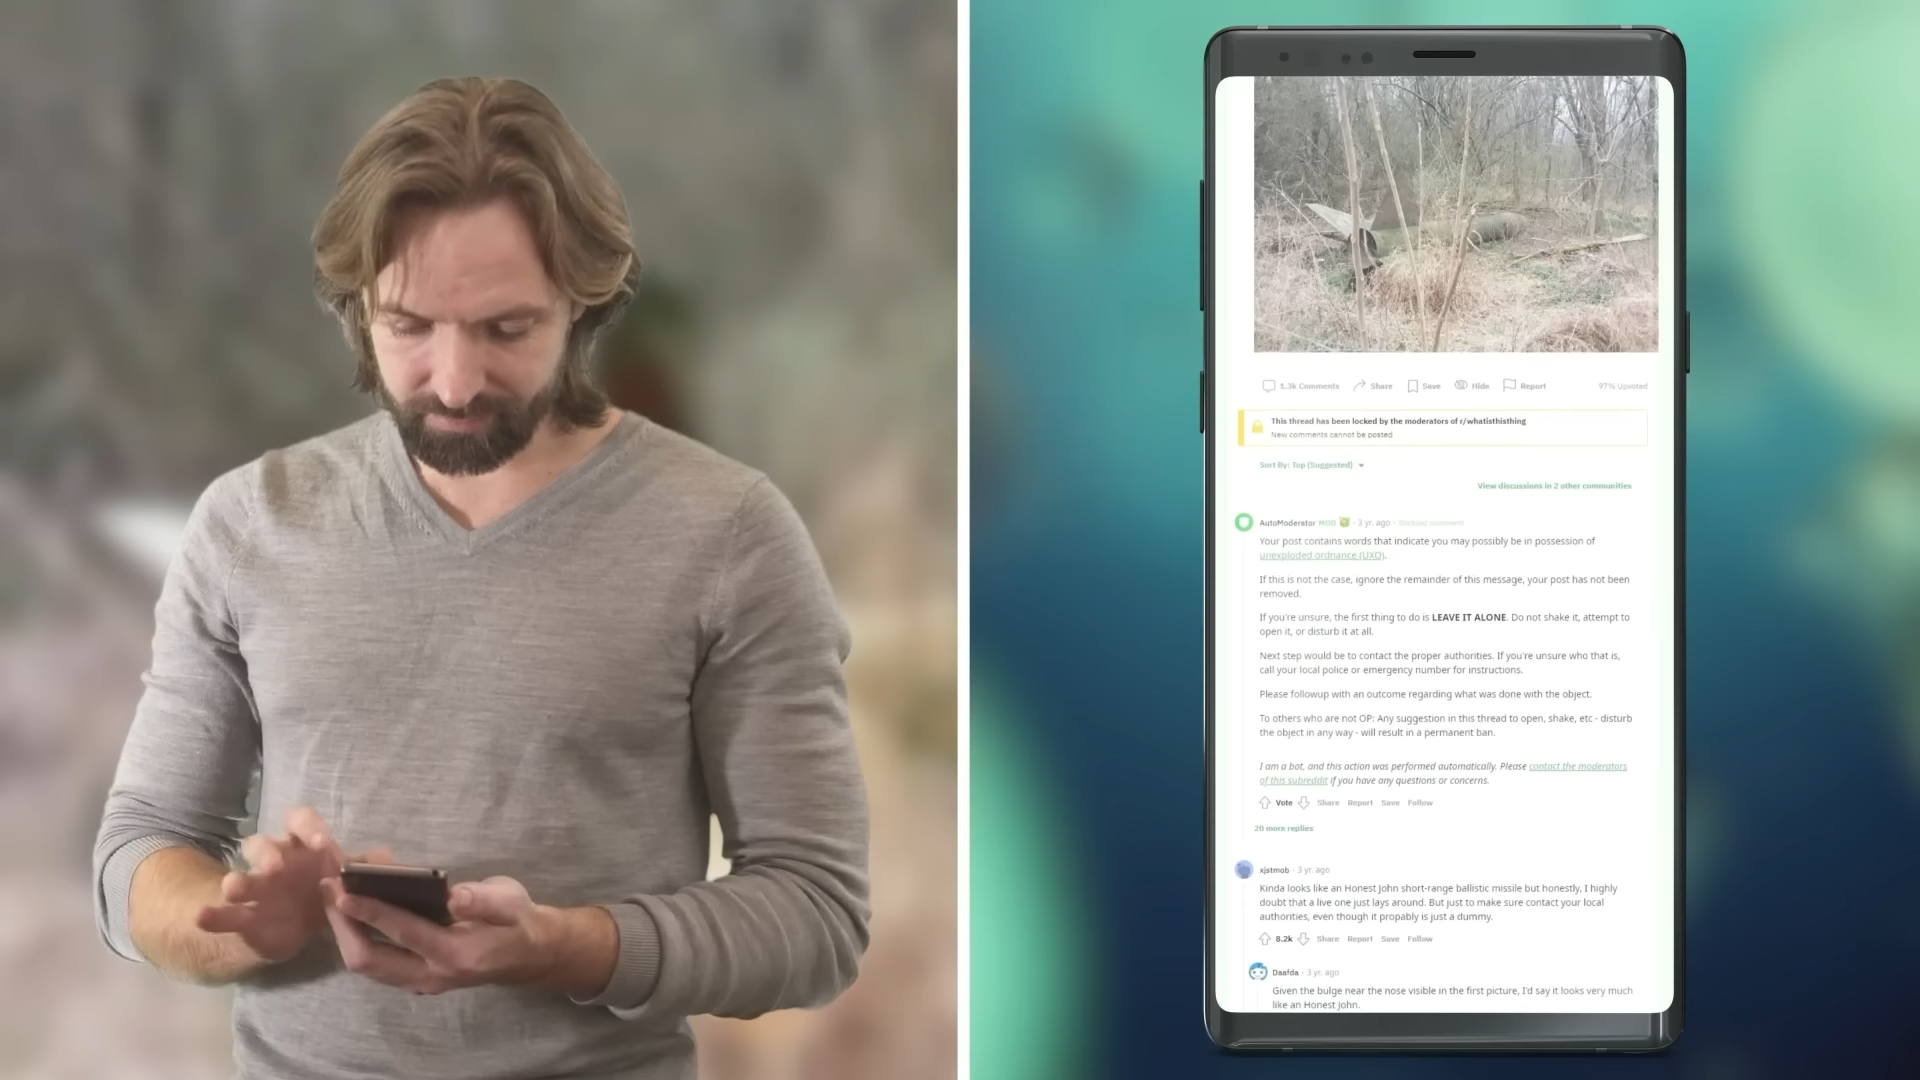 1.3k Comments Share Save Hide Report 97% Upvoted
This thread has been locked by the moderators of r/whatisthisthing
New comments cannot be posted
Sort By: Top (Suggested)
View discussions in 2 other communities
AutoModerator MOD · 3 yr. ago · Stickied comment
Your post contains words that indicate you may possibly be in possession of
unexploded ordnance (UXO).
If this is not the case, ignore the remainder of this message, your post has not been
removed.
If you're unsure, the first thing to do is LEAVE IT ALONE. Do not shake it, attempt to
open it, or disturb it at all.
Next step would be to contact the proper authorities. If you're unsure who that is,
call your local police or emergency number for instructions.
Please followup with an outcome regarding what was done with the object.
To others who are not OP: Any suggestion in this thread to open, shake, etc - disturb
the object in any way - will result in a permanent ban.
I am a bot, and this action was performed automatically. Please contact the moderators
of this subreddit if you have any questions or concerns.
Vote Share Report Save Follow
20 more replies
xjstmob · 3 yr. ago
Kinda looks like an Honest John short-range ballistic missile but honestly, I highly
doubt that a live one just lays around. But just to make sure contact your local
authorities, even though it propably is just a dummy.
8.2k Share Report Save Follow
Daafda · 3 yr. ago
Given the bulge near the nose visible in the first picture, I'd say it looks very much
like an Honest John.